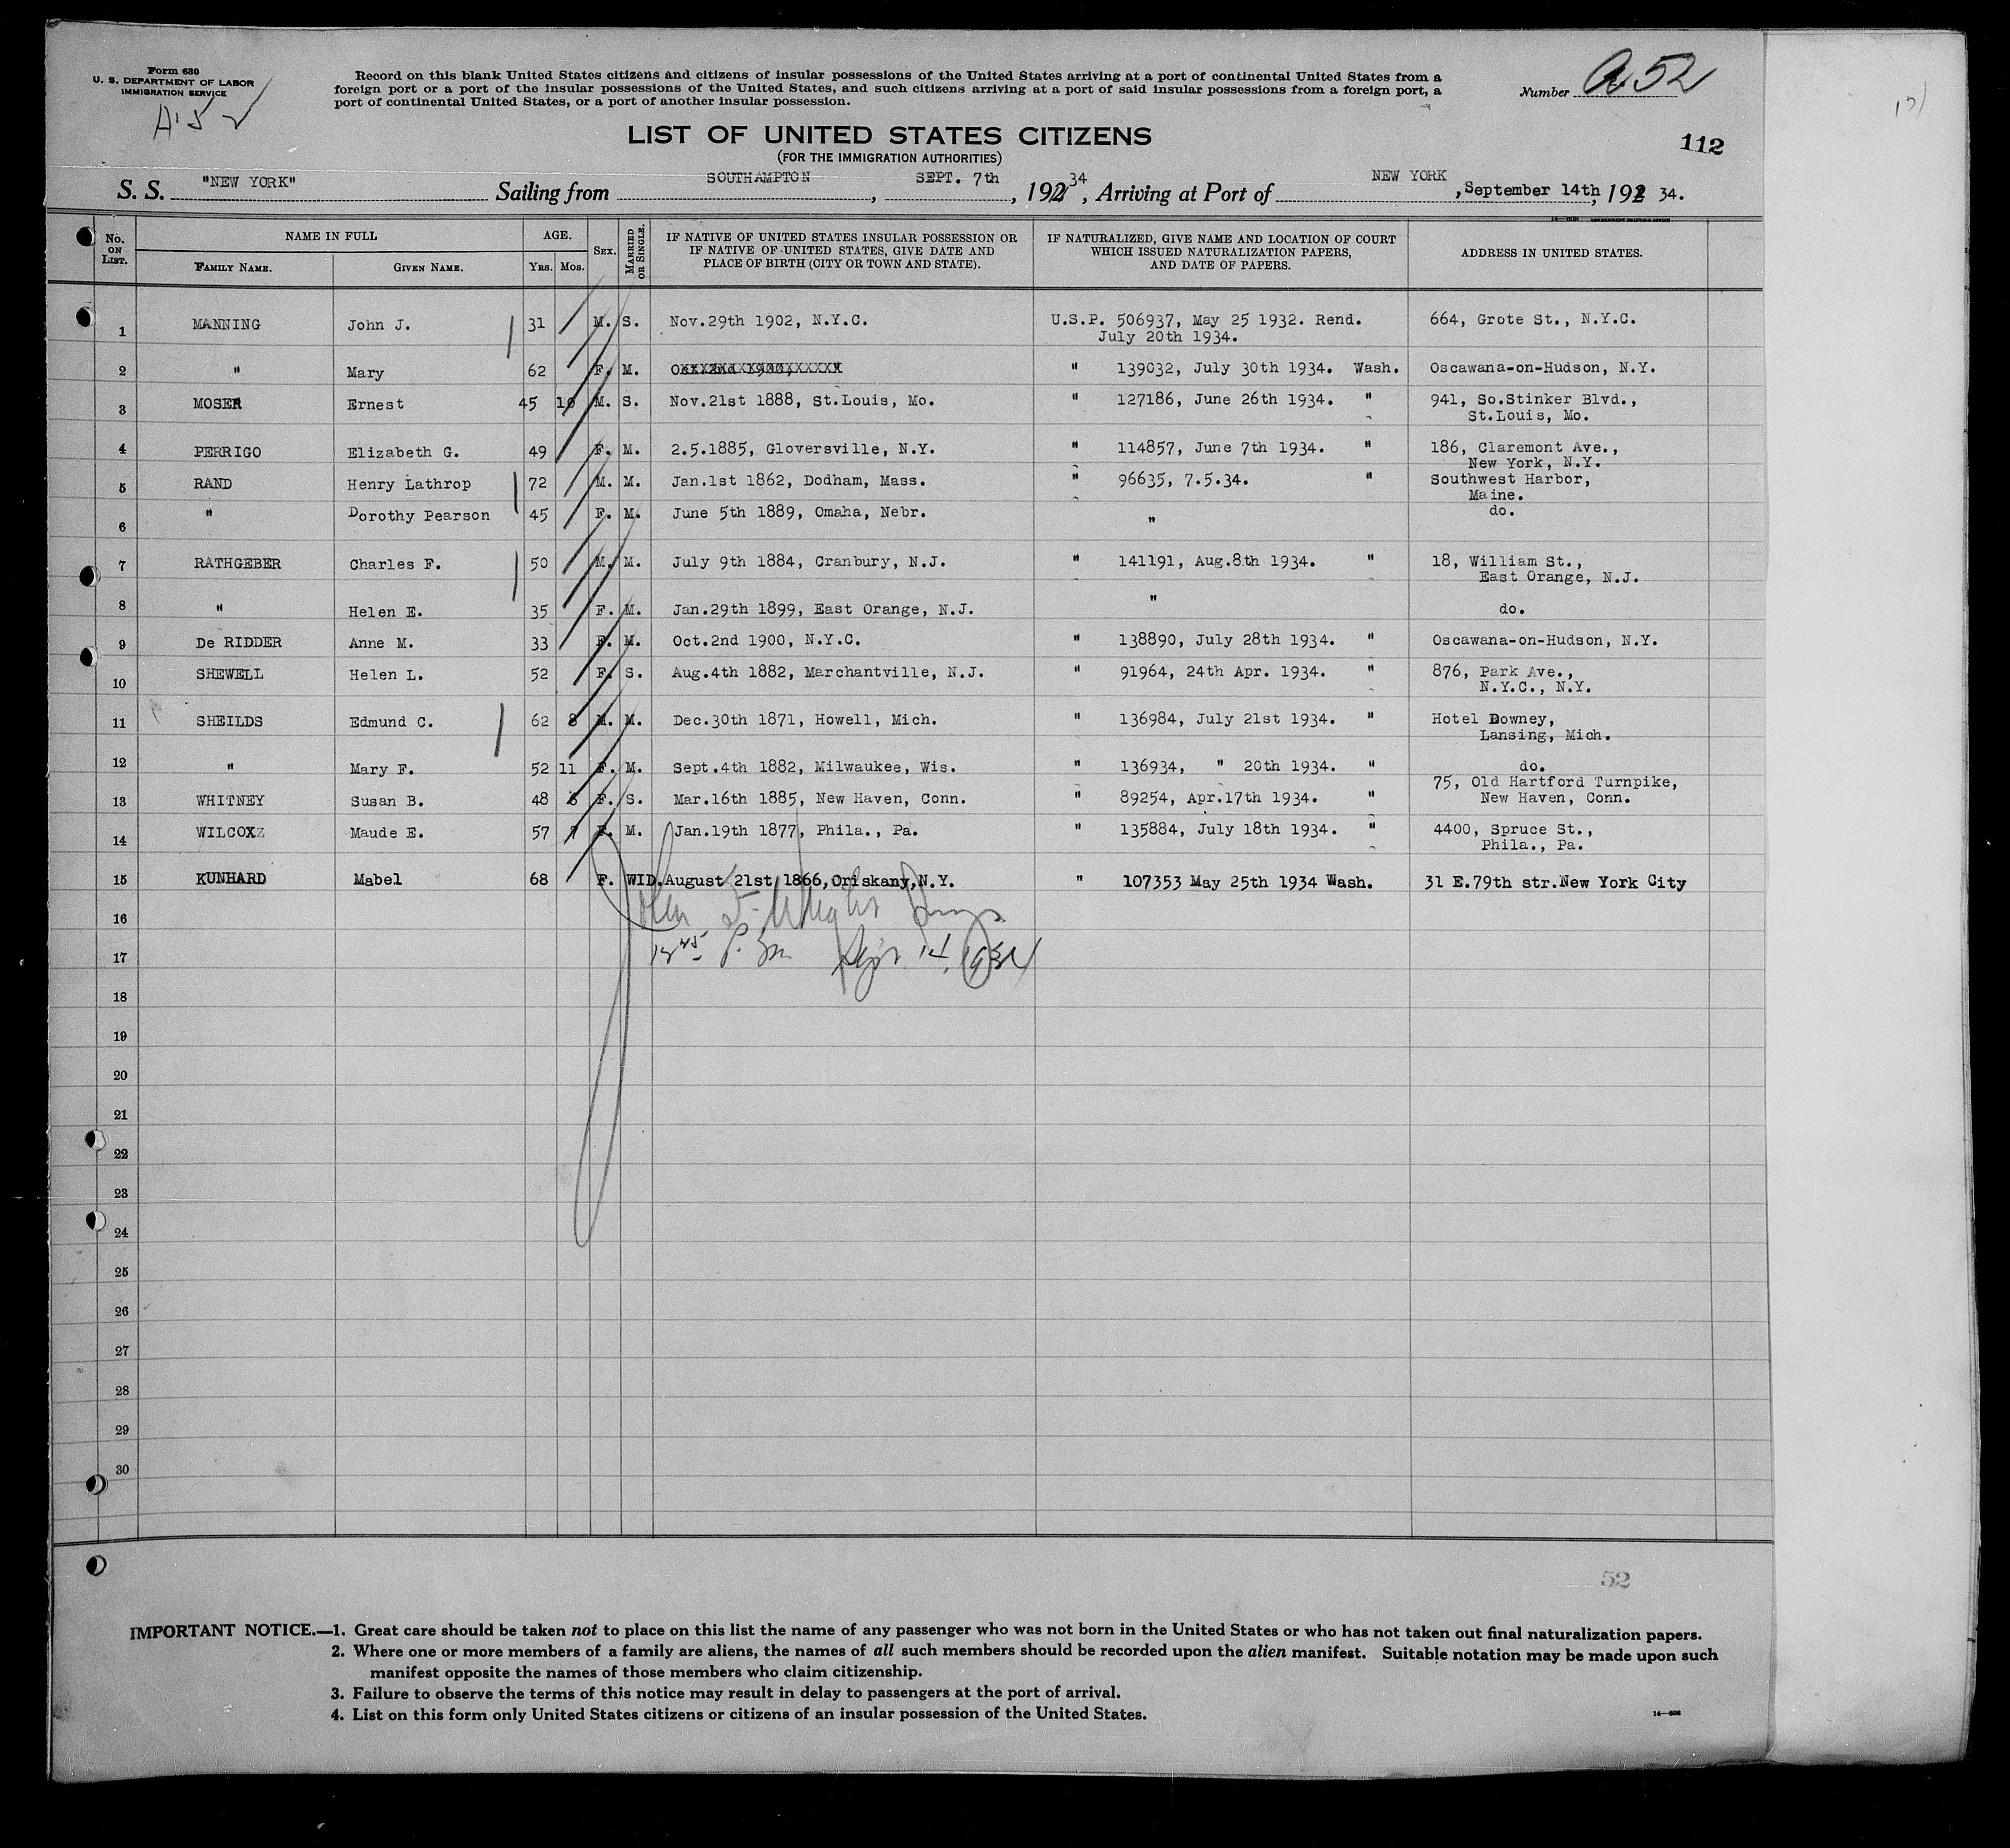 Form 630
U. S. DEPARTMENT OF LABOR
IMMIGRATION SERVICE
A-52
Record on this blank United States citizens and citizens of insular possessions of the United States arriving at a port of continental United States from a
foreign port or a port of the insular possessions of the United States, and such citizens arriving at a port of said insular possessions from a foreign port, a
port of continental United States, or a port of another insular possession.
Number A-52
112
LIST OF UNITED STATES CITIZENS
(FOR THE IMMIGRATION AUTHORITIES)
S. S. "NEW YORK" Sailing from SOUTHAMPTON, SEPT. 7th, 192 34, Arriving at Port of NEW YORK, September 14th, 192 34.
No. ON LIST. NAME IN FULL FAMILY NAME. GIVEN NAME. AGE. YRS. MOS. SEX. MARRIED OR SINGLE. IF NATIVE OF UNITED STATES INSULAR POSSESSION OR IF NATIVE OF UNITED STATES, GIVE DATE AND PLACE OF BIRTH (CITY OR TOWN AND STATE). IF NATURALIZED, GIVE NAME AND LOCATION OF COURT WHICH ISSUED NATURALIZATION PAPERS, AND DATE OF PAPERS. ADDRESS IN UNITED STATES.
1 MANNING John J. 31 M. S. Nov.29th 1902, N.Y.C. U.S.P. 506937, May 25 1932. Rend. 664, Grote St., N.Y.C.
July 20th 1934.
2 " Mary 62 F. M. Oct.2nd 1900, " 139032, July 30th 1934. Wash. Oscawana-on-Hudson, N.Y.
3 MOSER Ernest 45 10 M. S. Nov.21st 1888, St.Louis, Mo. " 127186, June 26th 1934. " 941, So.Stinker Blvd.,
St.Louis, Mo.
4 PERRIGO Elizabeth G. 49 F. M. 2.5.1885, Gloversville, N.Y. " 114857, June 7th 1934. " 186, Claremont Ave.,
New York, N.Y.
5 RAND Henry Lathrop 72 M. M. Jan.1st 1862, Dodham, Mass. " 96635, 7.5.34. " Southwest Harbor,
Maine.
6 " Dorothy Pearson 45 F. M. June 5th 1889, Omaha, Nebr. " do.
7 RATHGEBER Charles F. 50 M. M. July 9th 1884, Cranbury, N.J. " 141191, Aug.8th 1934. " 18, William St.,
East Orange, N.J.
8 " Helen E. 35 F. M. Jan.29th 1899, East Orange, N.J. " do.
9 De RIDDER Anne M. 33 F. M. Oct.2nd 1900, N.Y.C. " 138890, July 28th 1934. " Oscawana-on-Hudson, N.Y.
10 SHEWELL Helen L. 52 F. S. Aug.4th 1882, Marchantville, N.J. " 91964, 24th Apr. 1934. " 876, Park Ave.,
N.Y.C., N.Y.
11 SHEILDS Edmund C. 62 8 M. M. Dec.30th 1871, Howell, Mich. " 136984, July 21st 1934. " Hotel Downey,
Lansing, Mich.
12 " Mary F. 52 11 F. M. Sept.4th 1882, Milwaukee, Wis. " 136934, " 20th 1934. " do.
13 WHITNEY Susan B. 48 6 F. S. Mar.16th 1885, New Haven, Conn. " 89254, Apr.17th 1934. " 75, Old Hartford Turnpike,
New Haven, Conn.
14 WILCOX Maude E. 57 7 F. M. Jan.19th 1877, Phila., Pa. " 135884, July 18th 1934. " 4400, Spruce St.,
Phila., Pa.
15 KUNHARD Mabel 68 F. WID. August 21st 1866, Oriskany, N.Y. " 107353 May 25th 1934 Wash. 31 E.79th str.New York City
16
17 P.M. Sept. 14, 1934
18
19
20
21
22
23
24
25
26
27
28
29
30
52
IMPORTANT NOTICE.—1. Great care should be taken not to place on this list the name of any passenger who was not born in the United States or who has not taken out final naturalization papers.
2. Where one or more members of a family are aliens, the names of all such members should be recorded upon the alien manifest. Suitable notation may be made upon such
manifest opposite the names of those members who claim citizenship.
3. Failure to observe the terms of this notice may result in delay to passengers at the port of arrival.
4. List on this form only United States citizens or citizens of an insular possession of the United States.